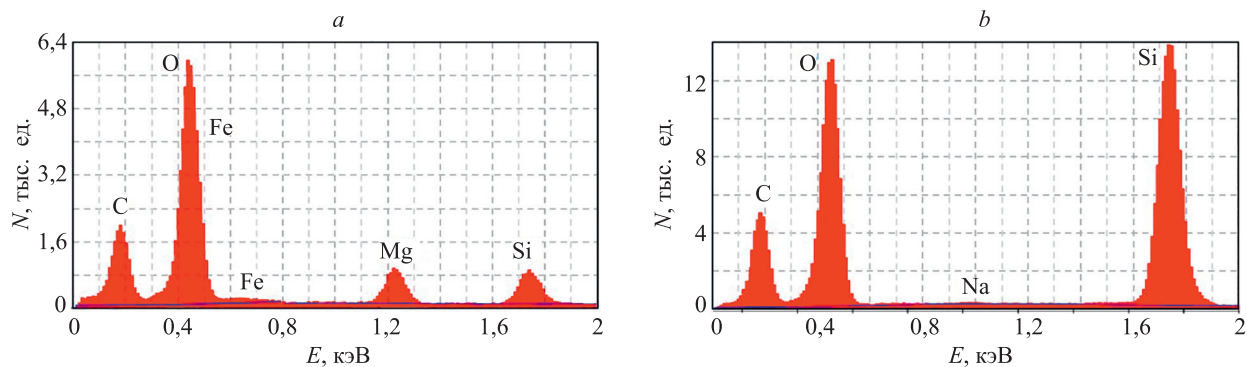 a
6,4
4,8
3,2
1,6
0
N, тыс. ед.
O
Fe
C
Fe
Mg
Si
0 0,4 0,8 1,2 1,6 2
E, кэВ
b
12
8
4
0
N, тыс. ед.
O
Si
C
Na
0 0,4 0,8 1,2 1,6 2
E, кэВ